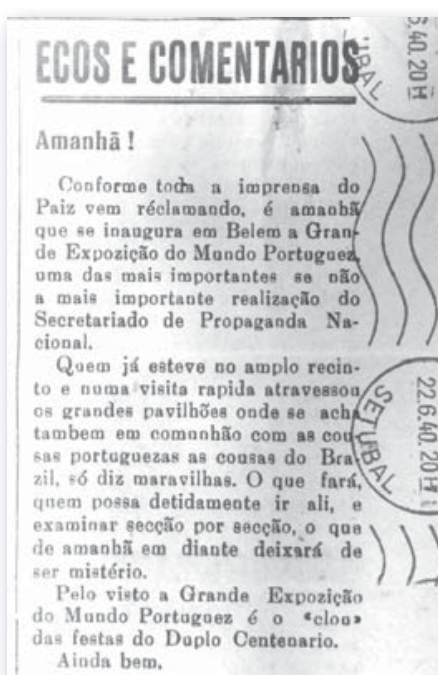 ECOS E COMENTARIOS
6.40.20H
UBAL
Amanhã !
Conforme toda a imprensa do
Paiz vem réclamando, é amanhã
que se inaugura em Belem a Gran-
de Expozição do Mundo Portuguez,
uma das mais importantes se não
a mais importante realização do
Secretariado de Propaganda Na-
cional.
Quem já esteve no amplo recin-
to e numa visita rapida atravessou
os grandes pavilhões onde se acha
tambem em comunhão com as cou-
sas portuguezas as cousas do Bra-
zil, só diz maravilhas. O que fará,
quem possa detidamente ir ali, e
examinar secção por secção, o que
de amanhã em diante deixará de
ser mistério.
Pelo visto a Grande Expozição
do Mundo Portuguez é o «clou»
das festas do Duplo Centenario.
Ainda bem.
SETUBAL
22.6.40.20H